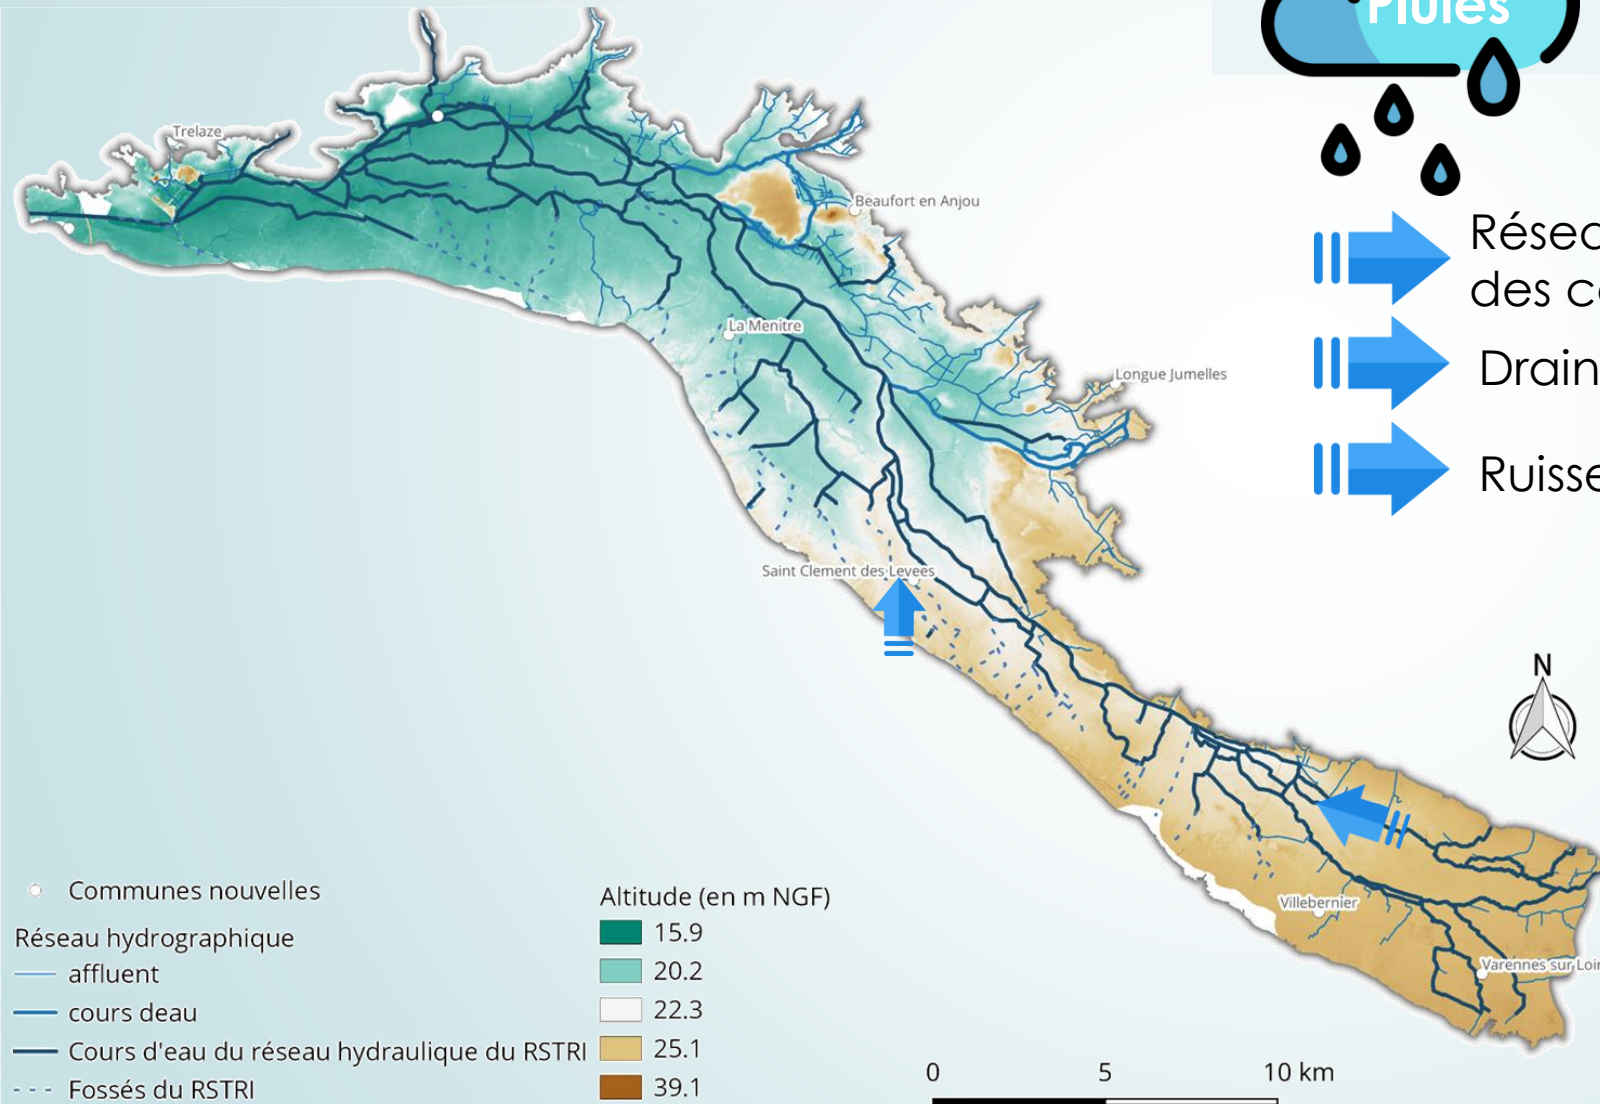 Pluies
Trelaze
Beaufort en Anjou
La Menitre
Longue Jumelles
Saint Clement des Levees
Villebernier
Varennes sur Loir
Drain
N
Communes nouvelles
Réseau hydrographique
affluent
cours deau
Cours d'eau du réseau hydraulique du RSTRI
Fossés du RSTRI
Altitude (en m NGF)
15.9
20.2
22.3
25.1
39.1
0 5 10 km
des